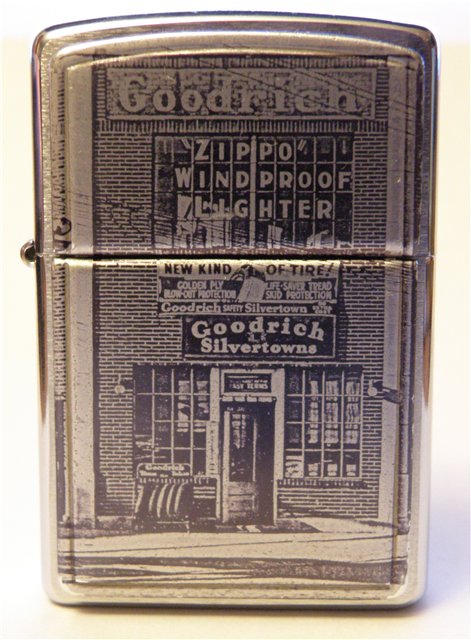 Goodrich
"ZIPPO"
WINDPROOF
LIGHTER
NEW KIND OF TIRE!
GOLDEN PLY LIFE-SAVER TREAD
BLOW-OUT PROTECTION SKID PROTECTION
Goodrich SAFETY Silvertown
Goodrich
Silvertowns
EASY TERMS
Goodrich